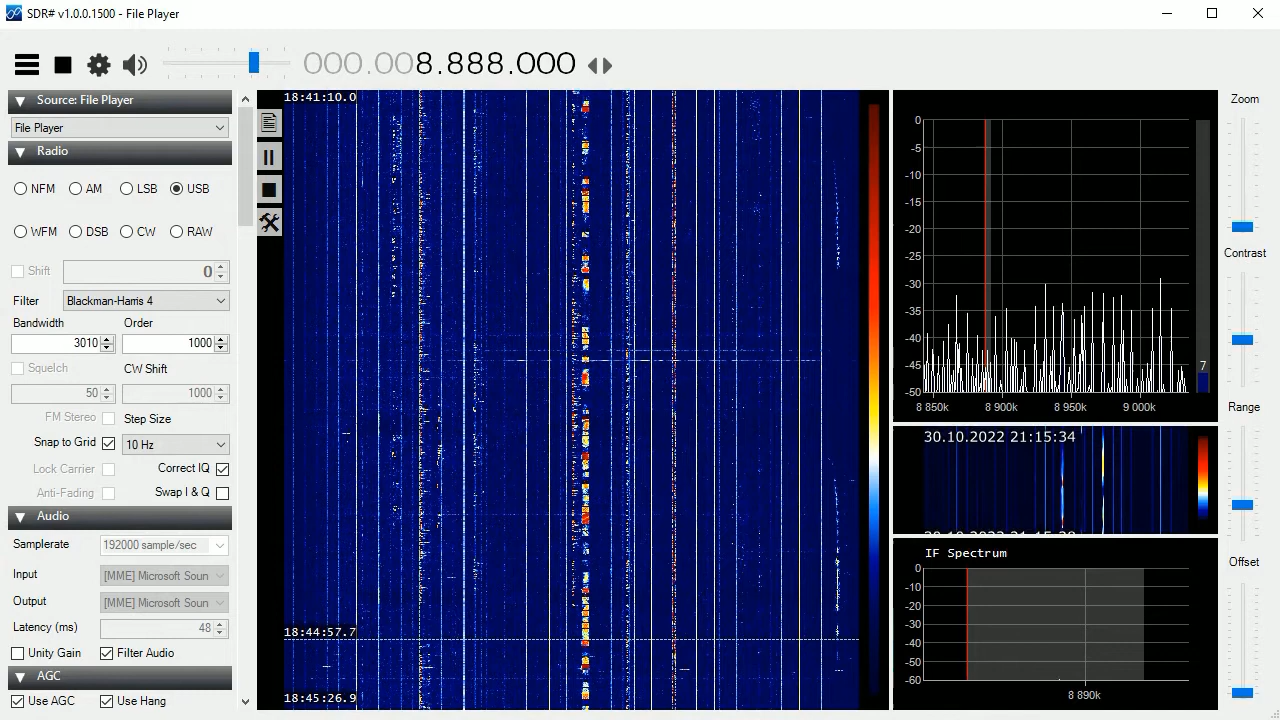 SDR# v1.0.0.1500 - File Player
000.008.888.000
Source: File Player
File Player
Radio
NFM AM LSB USB
WFM DSB CW RAW
Shift 0
Filter Blackman-Harris 4
Bandwidth Order
3010 1000
Squelch CW Shift
50 1000
FM Stereo Step Size
Snap to Grid 10 Hz
Lock Carrier Correct IQ
Anti-Fading Swap I & Q
Audio
Samplerate 192000 sample/sec
Input [MME] Microsoft Soun
Output [MME] Microsoft Soun
Latency (ms) 48
Unity Gain Filter Audio
AGC
Use AGC Use Hang
18:41:10.0
18:44:57.7
18:45:26.9
0
-5
-10
-15
-20
-25
-30
-35
-40
-45
-50
7
8 850k 8 900k 8 950k 9 000k
30.10.2022 21:15:34
IF Spectrum
0
-10
-20
-30
-40
-50
-60
8 890k
Zoom
Contrast
Range
Offset